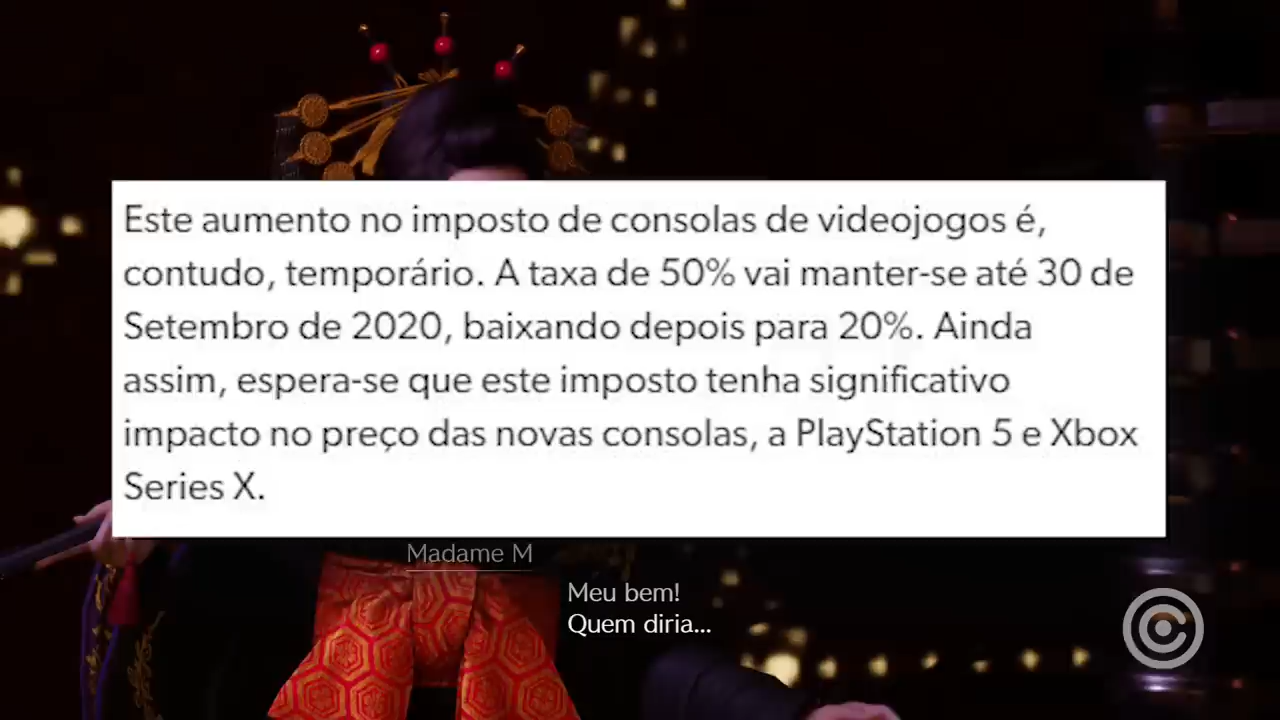 Este aumento no imposto de consolas de videojogos é,
contudo, temporário. A taxa de 50% vai manter-se até 30 de
Setembro de 2020, baixando depois para 20%. Ainda
assim, espera-se que este imposto tenha significativo
impacto no preço das novas consolas, a PlayStation 5 e Xbox
Series X.
Madame M
Meu bem!
Quem diria...